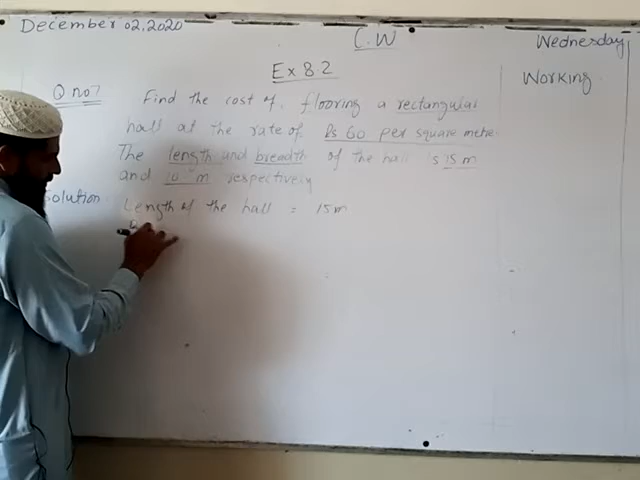 December 02, 2020 C.W Wednesday
Ex 8.2 Working
Q no 7 Find the cost of flooring a rectangular
hall at the rate of Rs 60 per square metre.
The length and breadth of the hall is 15 m
and 10 m respectively
Solution Length of the hall = 15m